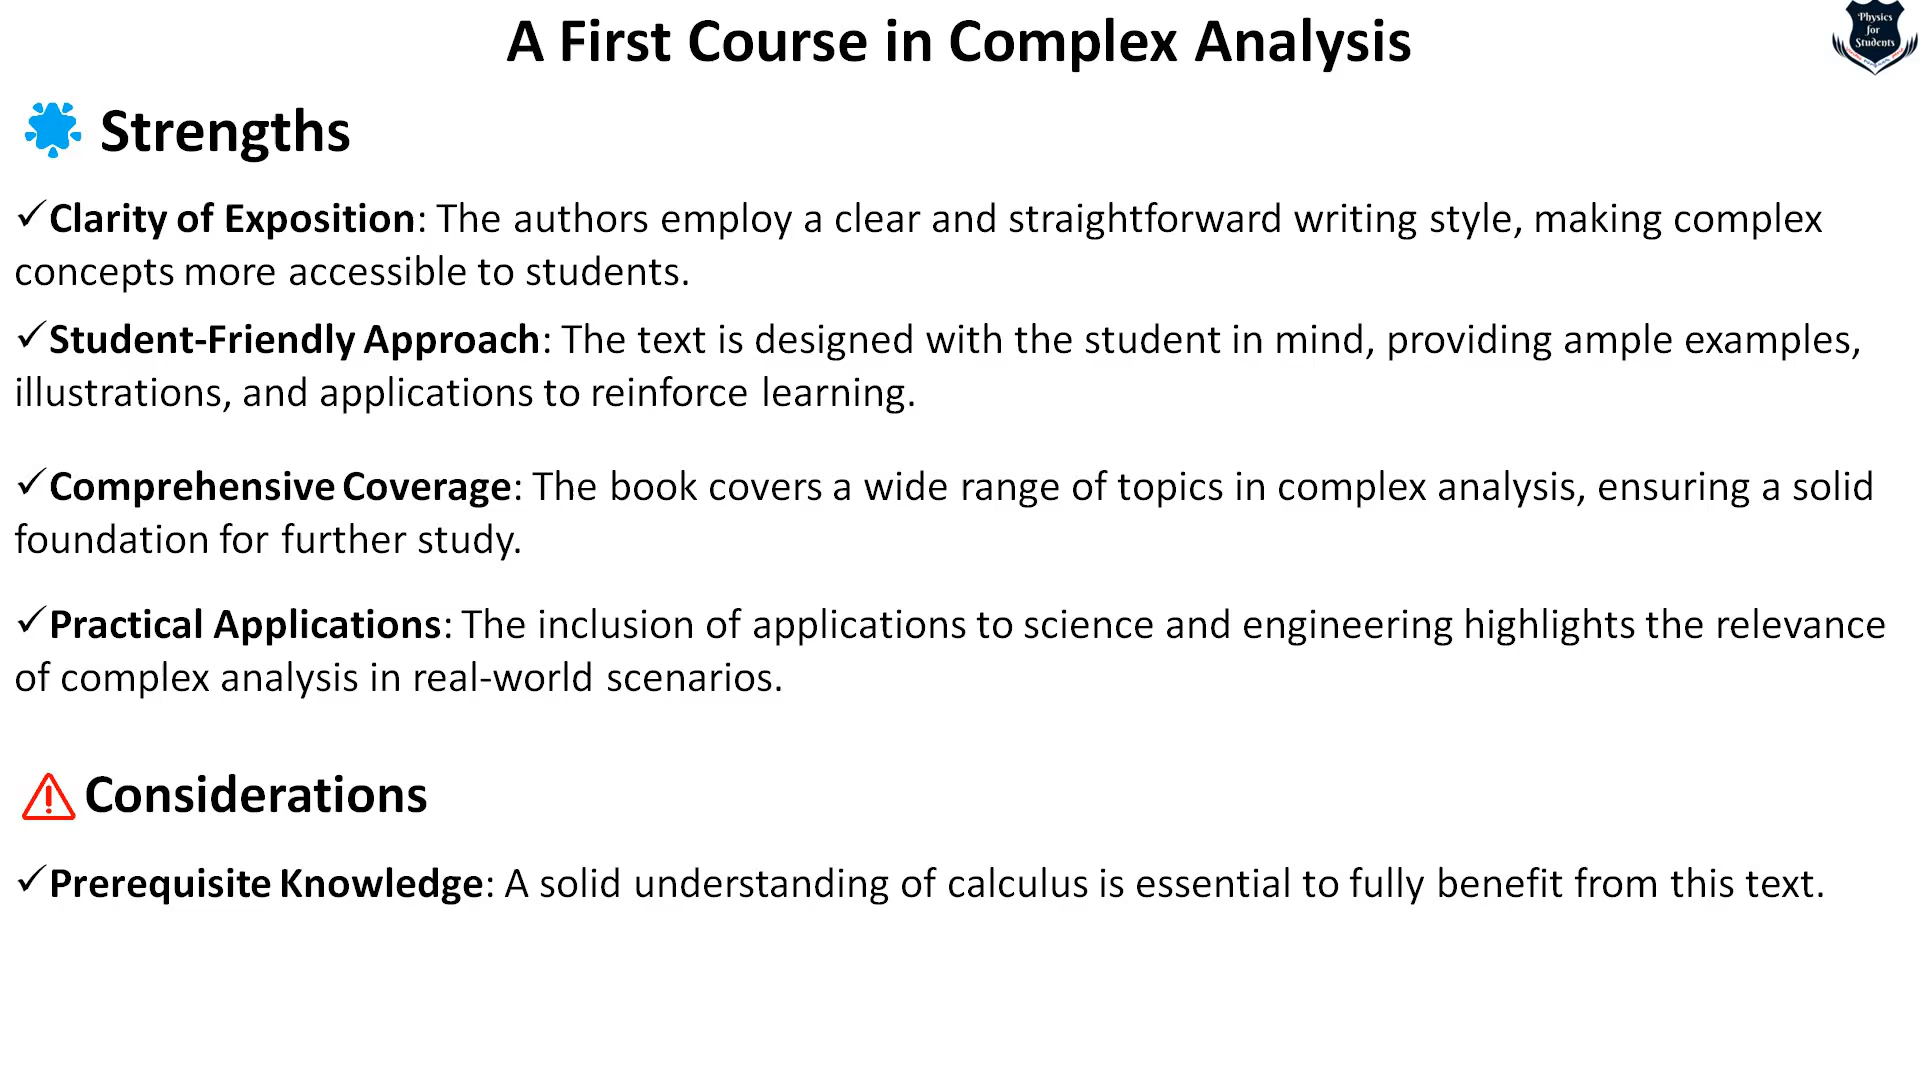 A First Course in Complex Analysis
Physics
for
Students
Strengths
✓Clarity of Exposition: The authors employ a clear and straightforward writing style, making complex
concepts more accessible to students.
✓Student-Friendly Approach: The text is designed with the student in mind, providing ample examples,
illustrations, and applications to reinforce learning.
✓Comprehensive Coverage: The book covers a wide range of topics in complex analysis, ensuring a solid
foundation for further study.
✓Practical Applications: The inclusion of applications to science and engineering highlights the relevance
of complex analysis in real-world scenarios.
Considerations
✓Prerequisite Knowledge: A solid understanding of calculus is essential to fully benefit from this text.